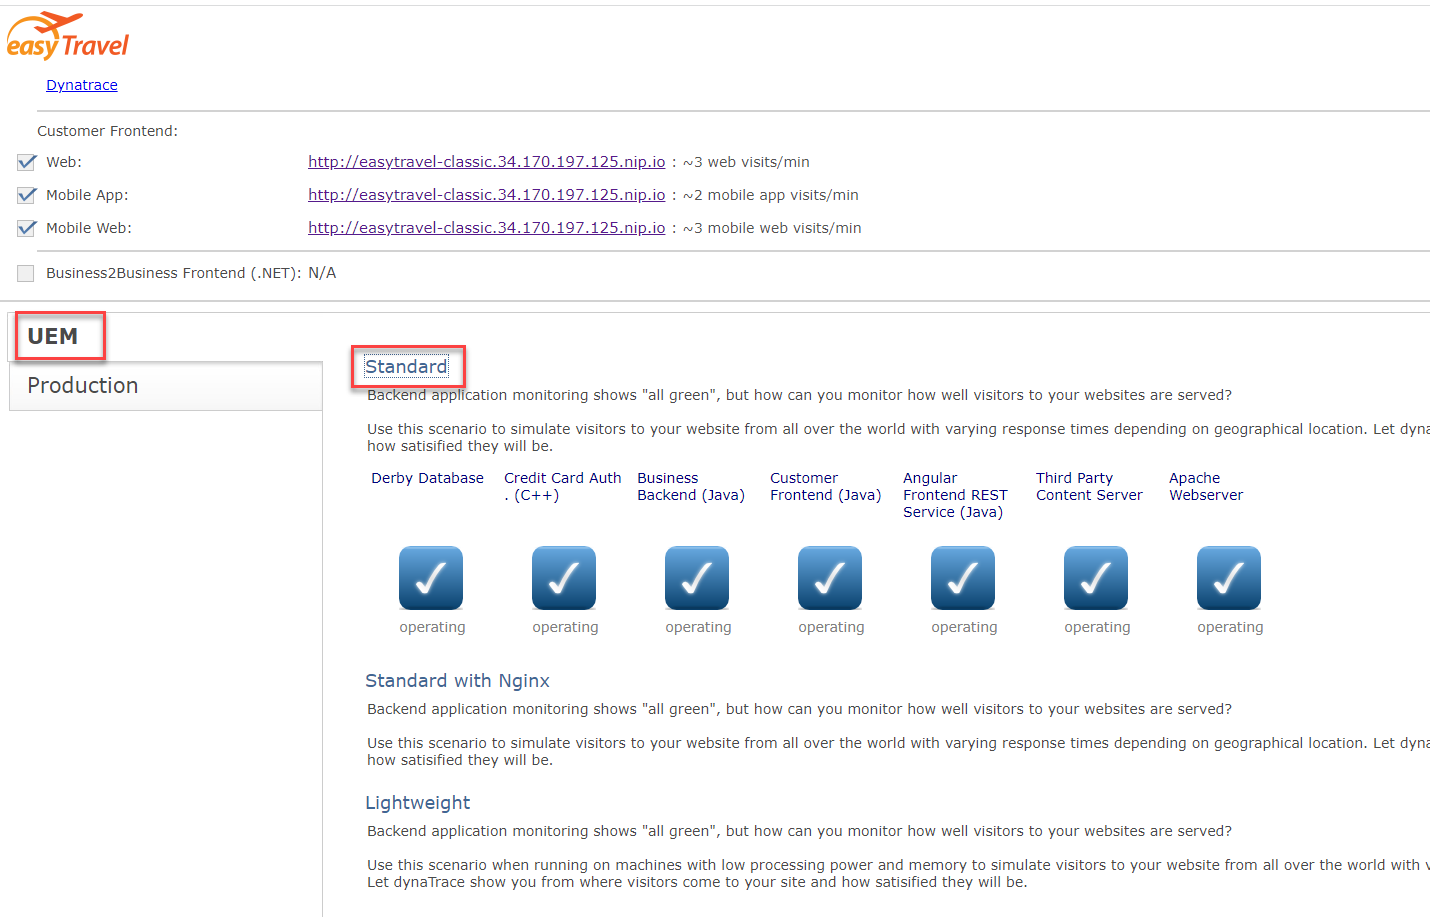 easyTravel
Dynatrace
Customer Frontend:
Web: http://easytravel-classic.34.170.197.125.nip.io : ~3 web visits/min
Mobile App: http://easytravel-classic.34.170.197.125.nip.io : ~2 mobile app visits/min
Mobile Web: http://easytravel-classic.34.170.197.125.nip.io : ~3 mobile web visits/min
Business2Business Frontend (.NET): N/A
UEM
Production
Standard
Backend application monitoring shows "all green", but how can you monitor how well visitors to your websites are served?
Use this scenario to simulate visitors to your website from all over the world with varying response times depending on geographical location. Let dyna
how satisified they will be.
Derby Database
Credit Card Auth
. (C++)
Business
Backend (Java)
Customer
Frontend (Java)
Angular
Frontend REST
Service (Java)
Third Party
Content Server
Apache
Webserver
operating operating operating operating operating operating operating
Standard with Nginx
Backend application monitoring shows "all green", but how can you monitor how well visitors to your websites are served?
Use this scenario to simulate visitors to your website from all over the world with varying response times depending on geographical location. Let dyna
how satisified they will be.
Lightweight
Backend application monitoring shows "all green", but how can you monitor how well visitors to your websites are served?
Use this scenario when running on machines with low processing power and memory to simulate visitors to your website from all over the world with
Let dynaTrace show you from where visitors come to your site and how satisified they will be.